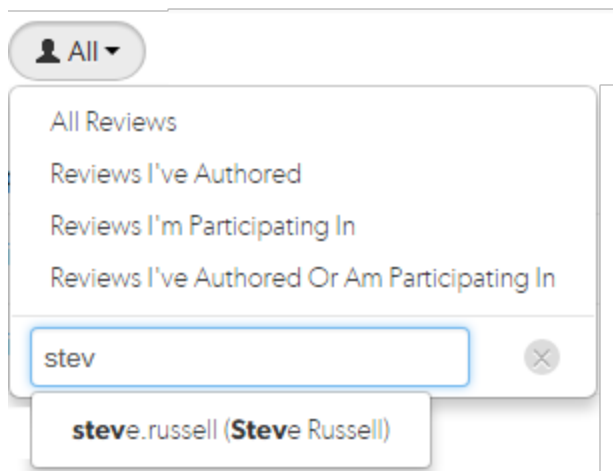 All
All Reviews
Reviews I've Authored
Reviews I'm Participating In
Reviews I've Authored Or Am Participating In
stev
steve.russell (Steve Russell)